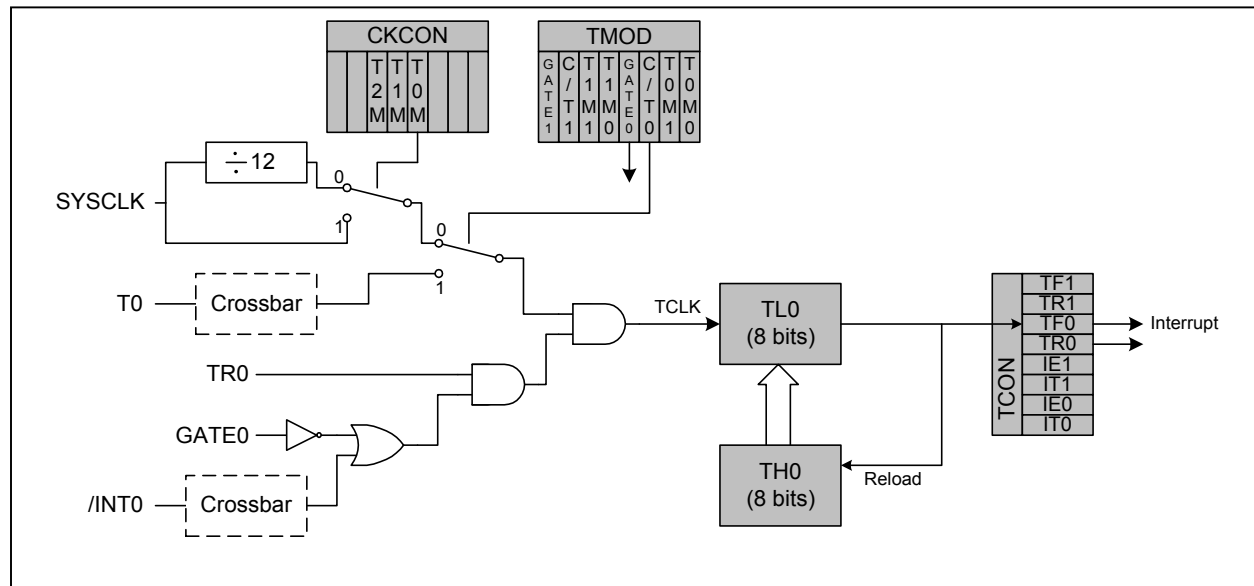 CKCON
T2M
T1M
T0M
TMOD
GATE1
C/T1
T1M1
T1M0
GATE0
C/T0
T0M1
T0M0
÷ 12
0
SYSCLK
1
0
T0
Crossbar
1
TCLK
TL0
(8 bits)
TCON
TF1
TR1
TF0
TR0
IE1
IT1
IE0
IT0
Interrupt
TR0
GATE0
/INT0
Crossbar
TH0
(8 bits)
Reload